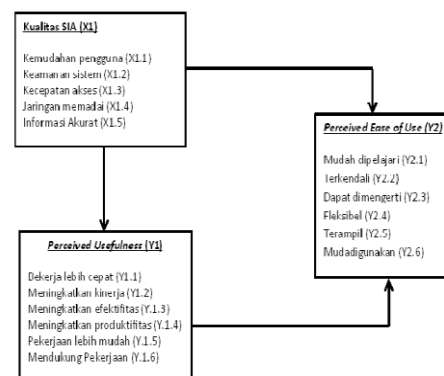 Kualitas SIA (X1)
Kemudahan pengguna (X1.1)
Keamanan sistem (X1.2)
Kecepatan akses (X1.3)
Jaringan memadai (X1.4)
Informasi Akurat (X1.5)
Perceived Ease of Use (Y2)
Mudah dipelajari (Y2.1)
Terkendali (Y2.2)
Dapat dimengerti (Y2.3)
Fleksibel (Y2.4)
Terampil (Y2.5)
Mudadigunakan (Y2.6)
Perceived Usefulness (Y1)
Bekerja lebih cepat (Y1.1)
Meningkatkan kinerja (Y1.2)
Meningkatkan efektifitas (Y.1.3)
Meningkatkan produktifitas (Y.1.4)
Pekerjaan lebih mudah (Y.1.5)
Mendukung Pekerjaan (Y.1.6)